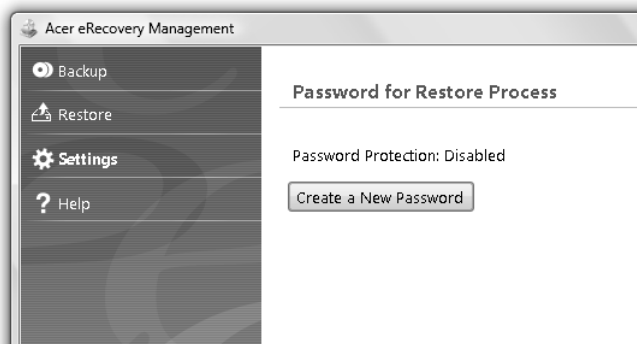 Acer eRecovery Management
Backup
Restore
Settings
Help
Password for Restore Process
Password Protection: Disabled
Create a New Password